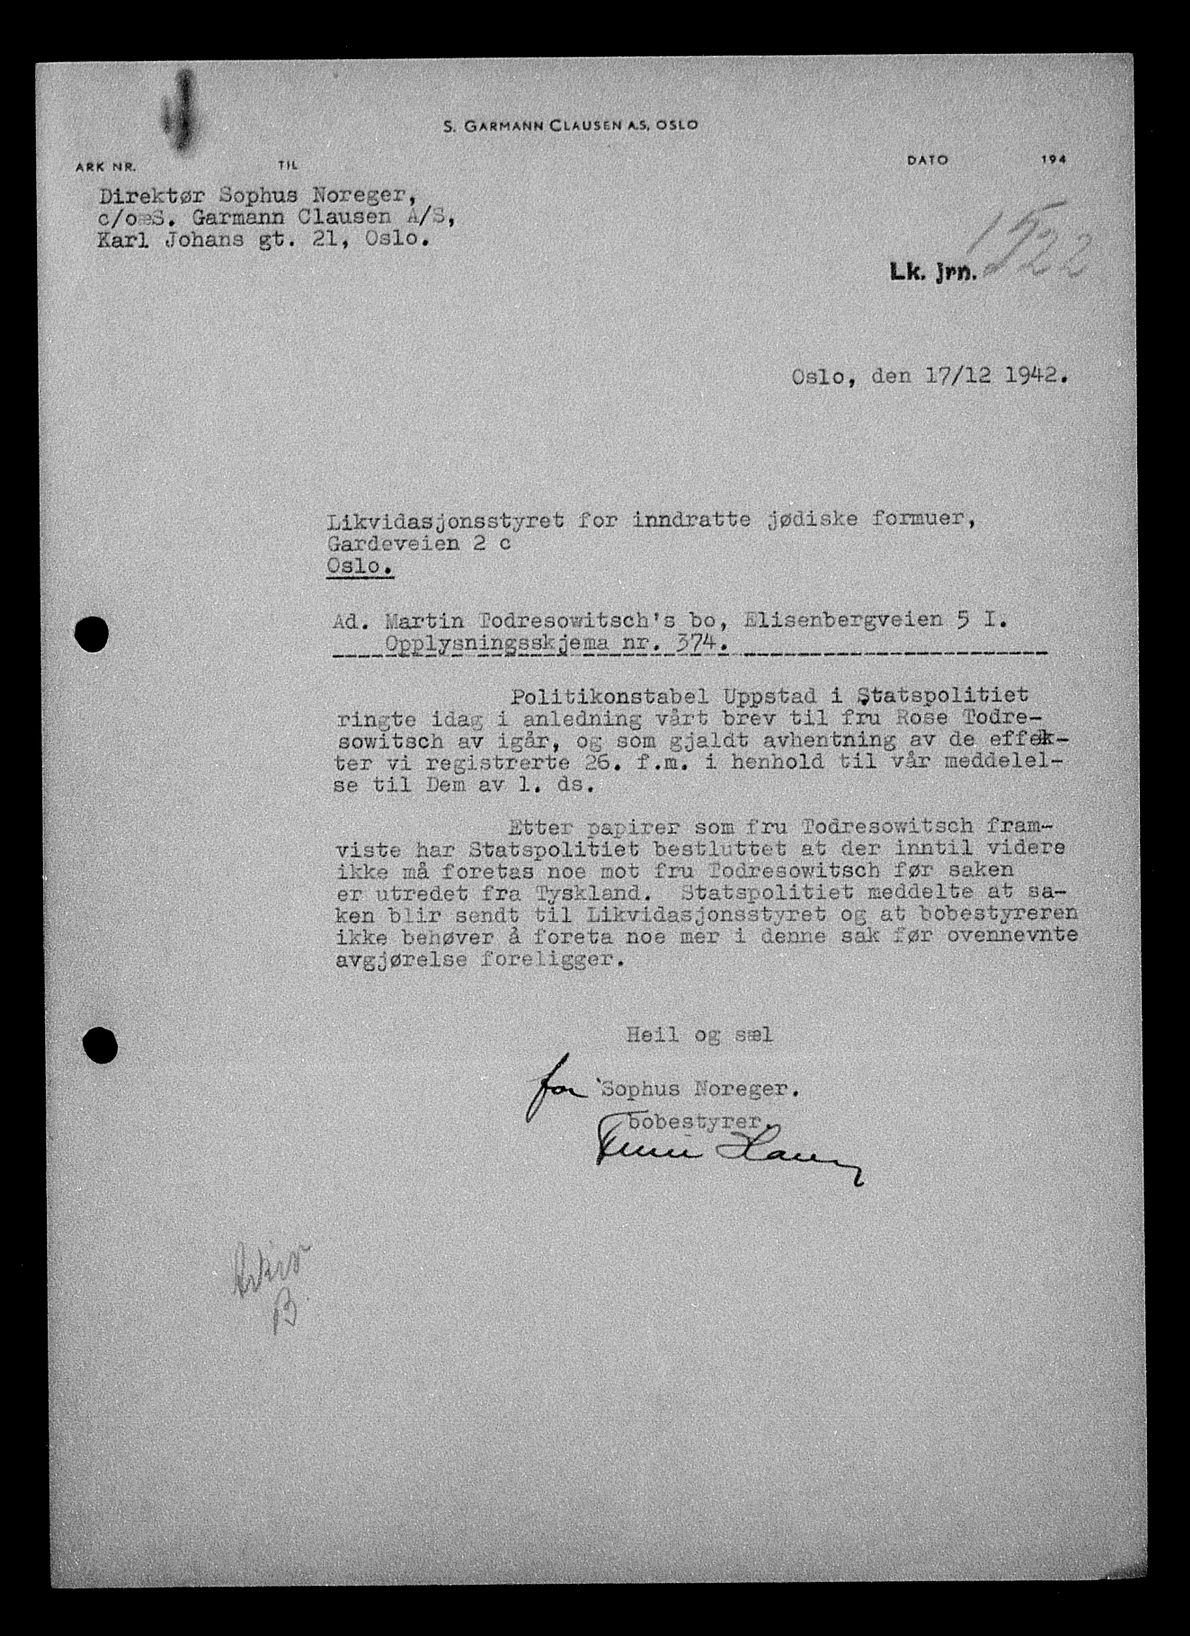 S. GARMANN CLAUSEN A.S, OSLO
ARK NR. TIL DATO 194
Direktør Sophus Noreger,
c/o S. Garmann Clausen A/S,
Karl Johans gt. 21, Oslo.
Lk. jrn. 1522
Oslo, den 17/12 1942.
Likvidasjonsstyret for inndratte jødiske formuer,
Gardeveien 2 c
Oslo.
Ad. Martin Todresowitsch's bo, Elisenbergveien 5 I.
Opplysningsskjema nr. 374.
Politikonstabel Uppstad i Statspolitiet
ringte idag i anledning vårt brev til fru Rose Todre-
sowitsch av igår, og som gjaldt avhentning av de effek-
ter vi registrerte 26. f.m. i henhold til vår meddelel-
se til Dem av 1. ds.
Etter papirer som fru Todresowitsch fram-
viste har Statspolitiet bestluttet at der inntil videre
ikke må foretas noe mot fru Todresowitsch før saken
er utredet fra Tyskland. Statspolitiet meddelte at sa-
ken blir sendt til Likvidasjonsstyret og at bobestyreren
ikke behøver å foreta noe mer i denne sak før ovennevnte
avgjørelse foreligger.
Heil og sæl
for Sophus Noreger.
bobestyrer.
Arkiv
B